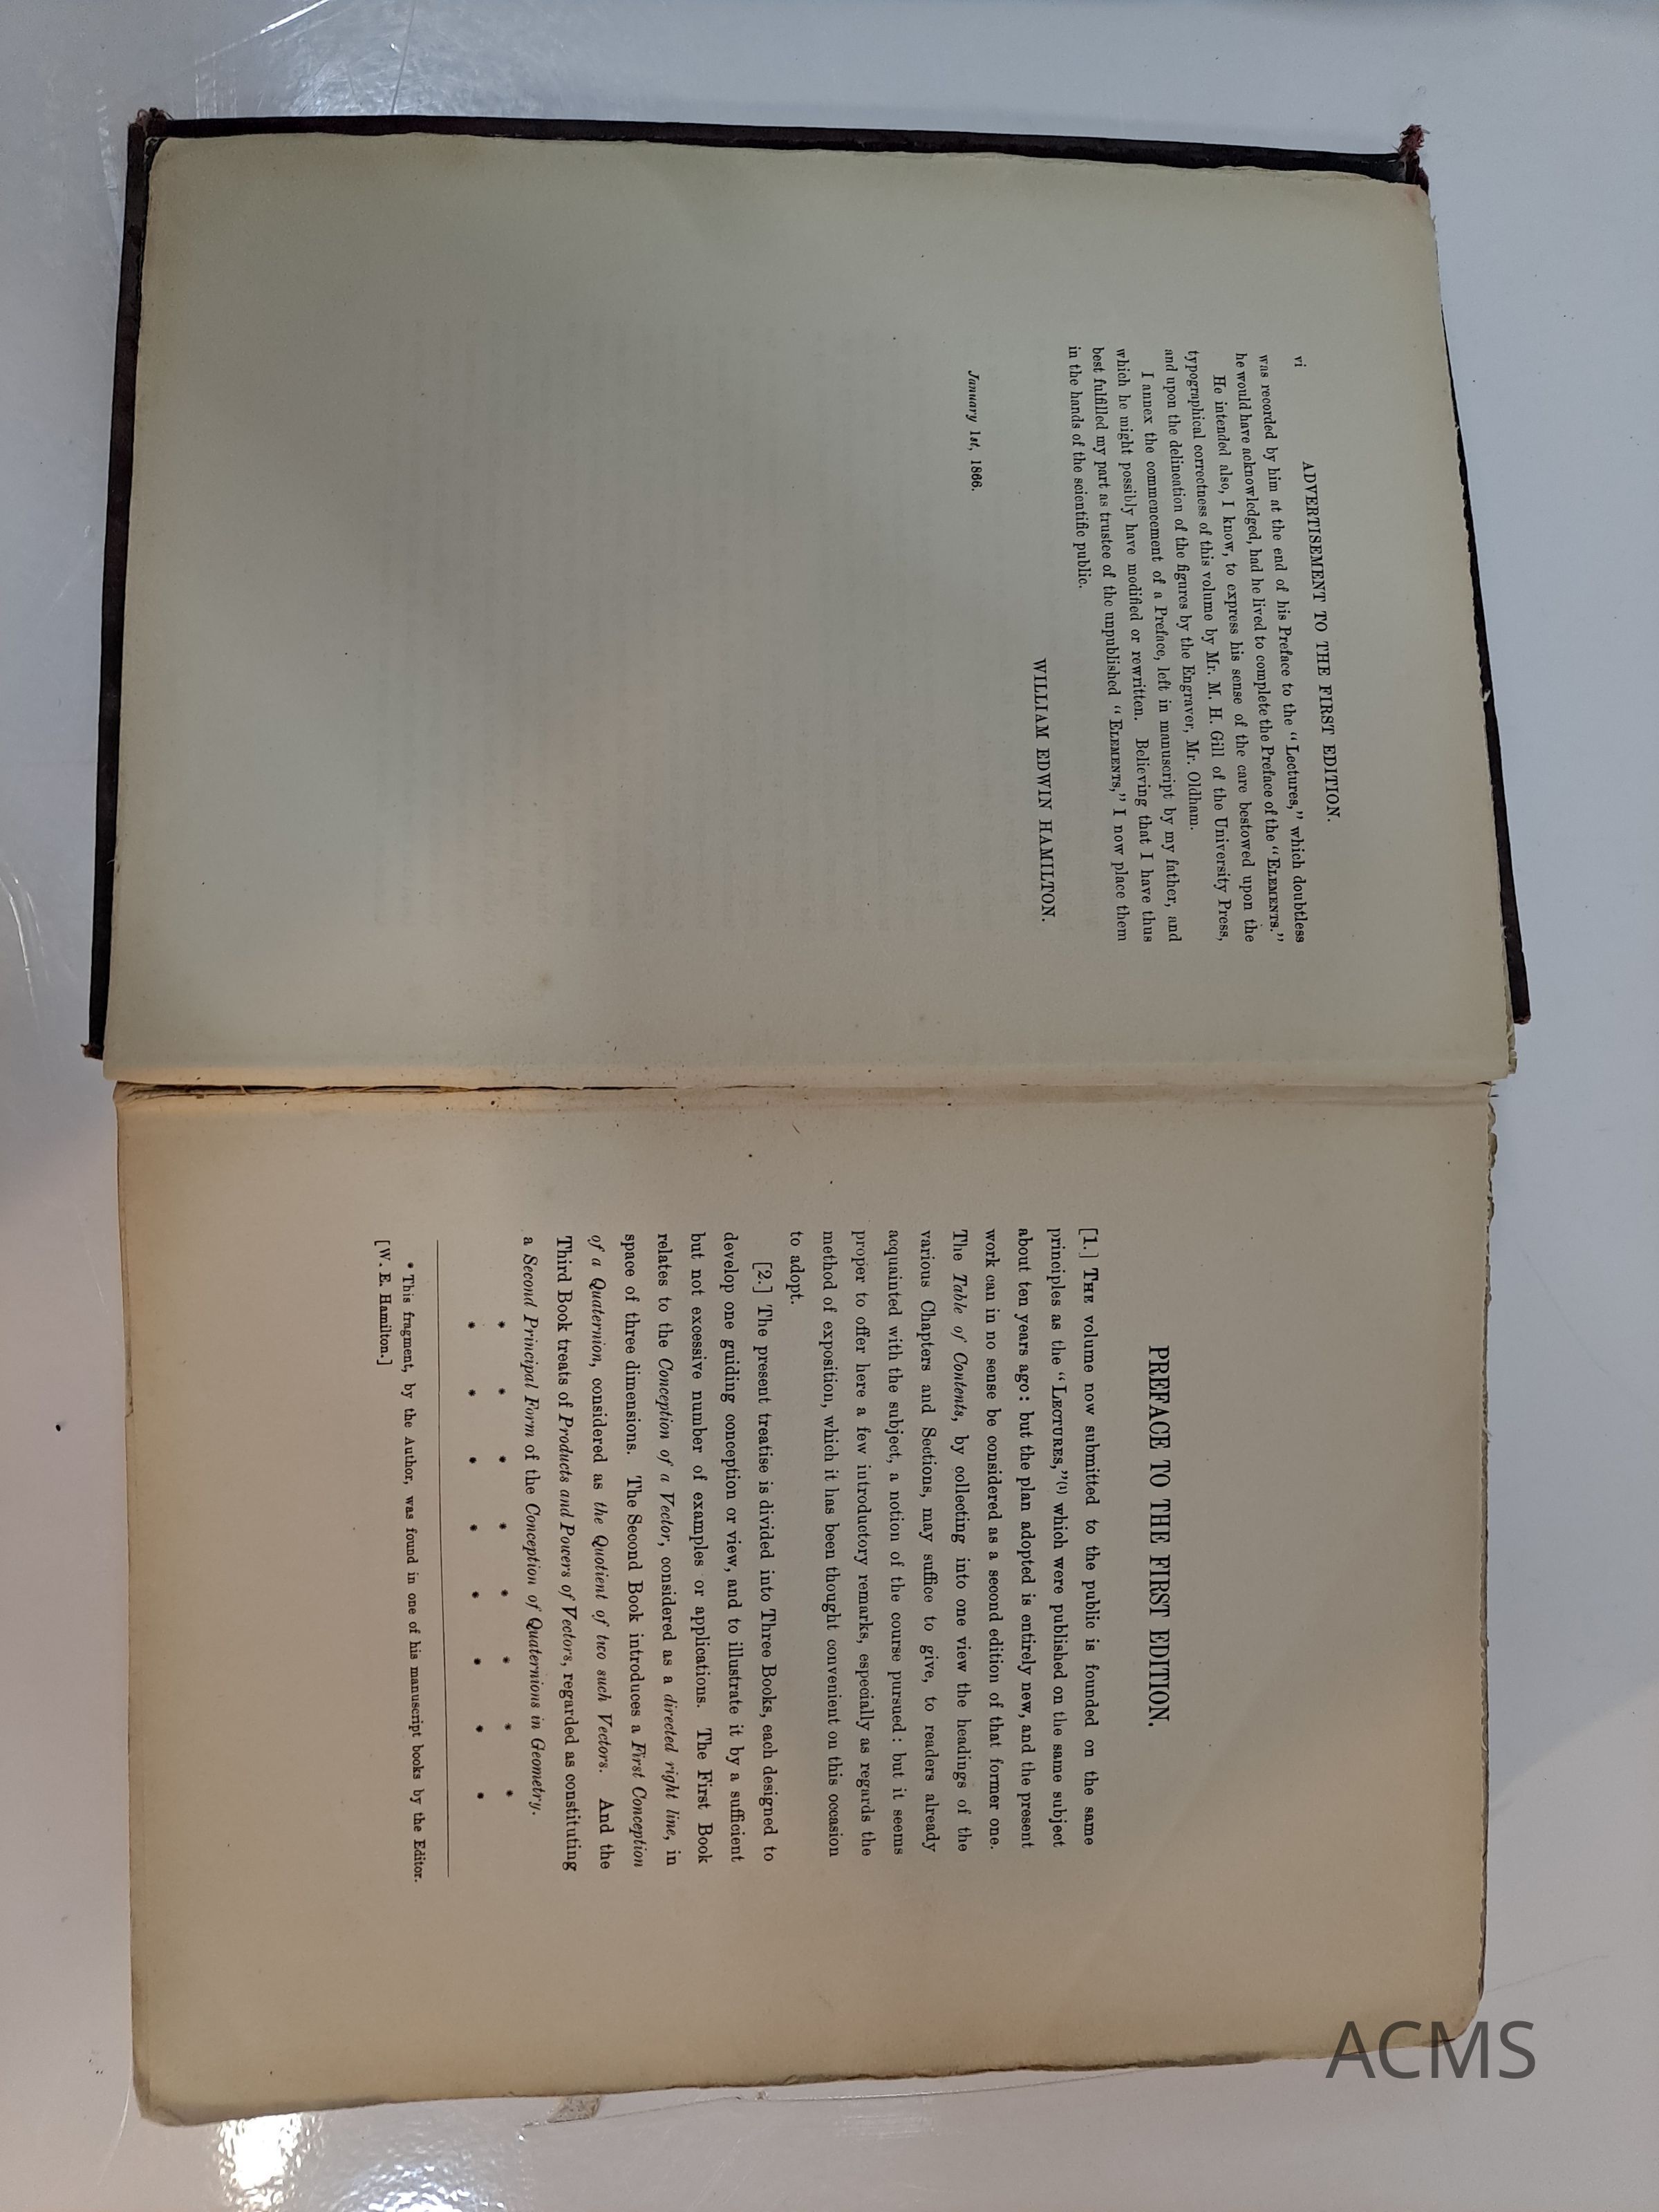 vi
ADVERTISEMENT TO THE FIRST EDITION.
was recorded by him at the end of his Preface to the “Lectures,” which doubtless
he would have acknowledged, had he lived to complete the Preface of the “ELEMENTS.”
He intended also, I know, to express his sense of the care bestowed upon the
typographical correctness of this volume by Mr. M. H. Gill of the University Press,
and upon the delineation of the figures by the Engraver, Mr. Oldham.
I annex the commencement of a Preface, left in manuscript by my father, and
which he might possibly have modified or rewritten. Believing that I have thus
best fulfilled my part as trustee of the unpublished “ELEMENTS,” I now place them
in the hands of the scientific public.
WILLIAM EDWIN HAMILTON.
January 1st, 1866.
PREFACE TO THE FIRST EDITION.
[1.] THE volume now submitted to the public is founded on the same
principles as the “LECTURES,”(1) which were published on the same subject
about ten years ago: but the plan adopted is entirely new, and the present
work can in no sense be considered as a second edition of that former one.
The Table of Contents, by collecting into one view the headings of the
various Chapters and Sections, may suffice to give, to readers already
acquainted with the subject, a notion of the course pursued: but it seems
proper to offer here a few introductory remarks, especially as regards the
method of exposition, which it has been thought convenient on this occasion
to adopt.
[2.] The present treatise is divided into Three Books, each designed to
develop one guiding conception or view, and to illustrate it by a sufficient
but not excessive number of examples or applications. The First Book
relates to the Conception of a Vector, considered as a directed right line, in
space of three dimensions. The Second Book introduces a First Conception
of a Quaternion, considered as the Quotient of two such Vectors. And the
Third Book treats of Products and Powers of Vectors, regarded as constituting
a Second Principal Form of the Conception of Quaternions in Geometry.
* * * * * * * *
* * * * * * * *
* This fragment, by the Author, was found in one of his manuscript books by the Editor.
[W. E. Hamilton.]
ACMS